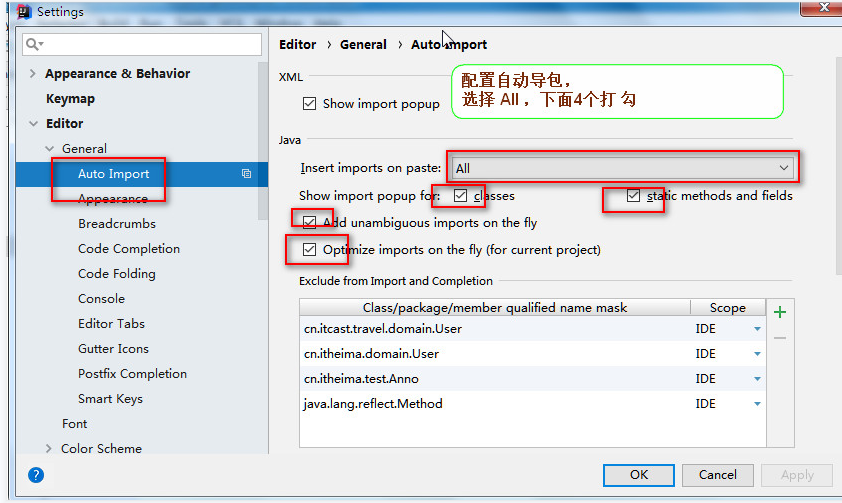 Settings
Editor › General › Auto Import
Appearance & Behavior
Keymap
Editor
General
Auto Import
Appearance
Breadcrumbs
Code Completion
Code Folding
Console
Editor Tabs
Gutter Icons
Postfix Completion
Smart Keys
Font
Color Scheme
XML
Show import popup
配置自动导包，
选择 All ，下面4个打 勾
Java
Insert imports on paste: All
Show import popup for: classes static methods and fields
Add unambiguous imports on the fly
Optimize imports on the fly (for current project)
Exclude from Import and Completion
Class/package/member qualified name mask Scope
cn.itcast.travel.domain.User IDE
cn.itheima.domain.User IDE
cn.itheima.test.Anno IDE
java.lang.reflect.Method IDE
? OK Cancel Apply